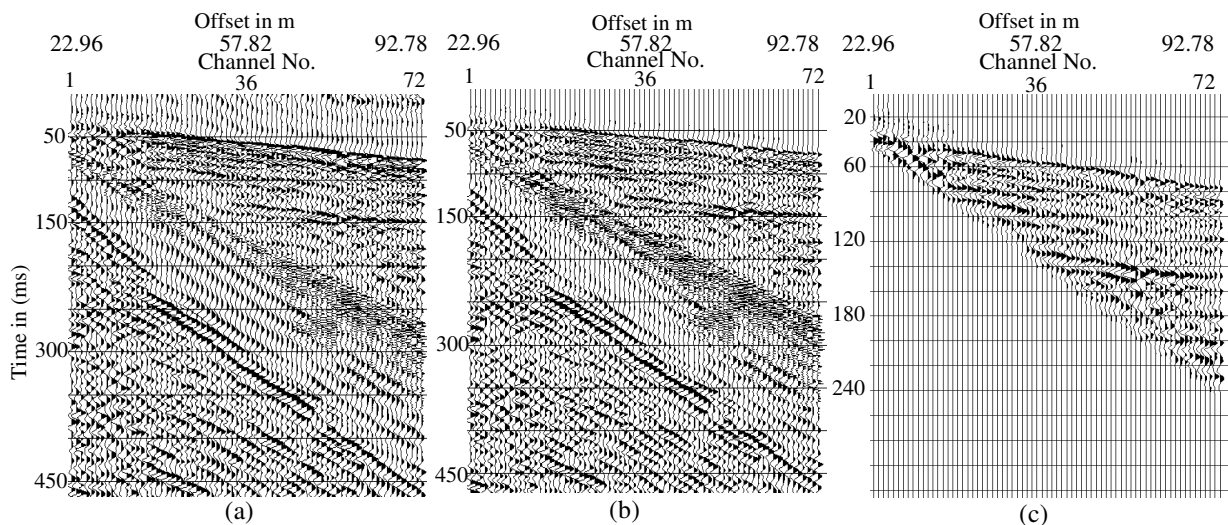 Offset in m
22.96 57.82 92.78
Channel No.
1 36 72
50
150
300
450
Time in (ms)
(a)
Offset in m
22.96 57.82 92.78
Channel No.
1 36 72
50
150
300
450
(b)
Offset in m
22.96 57.82 92.78
Channel No.
1 36 72
20
60
120
180
240
(c)